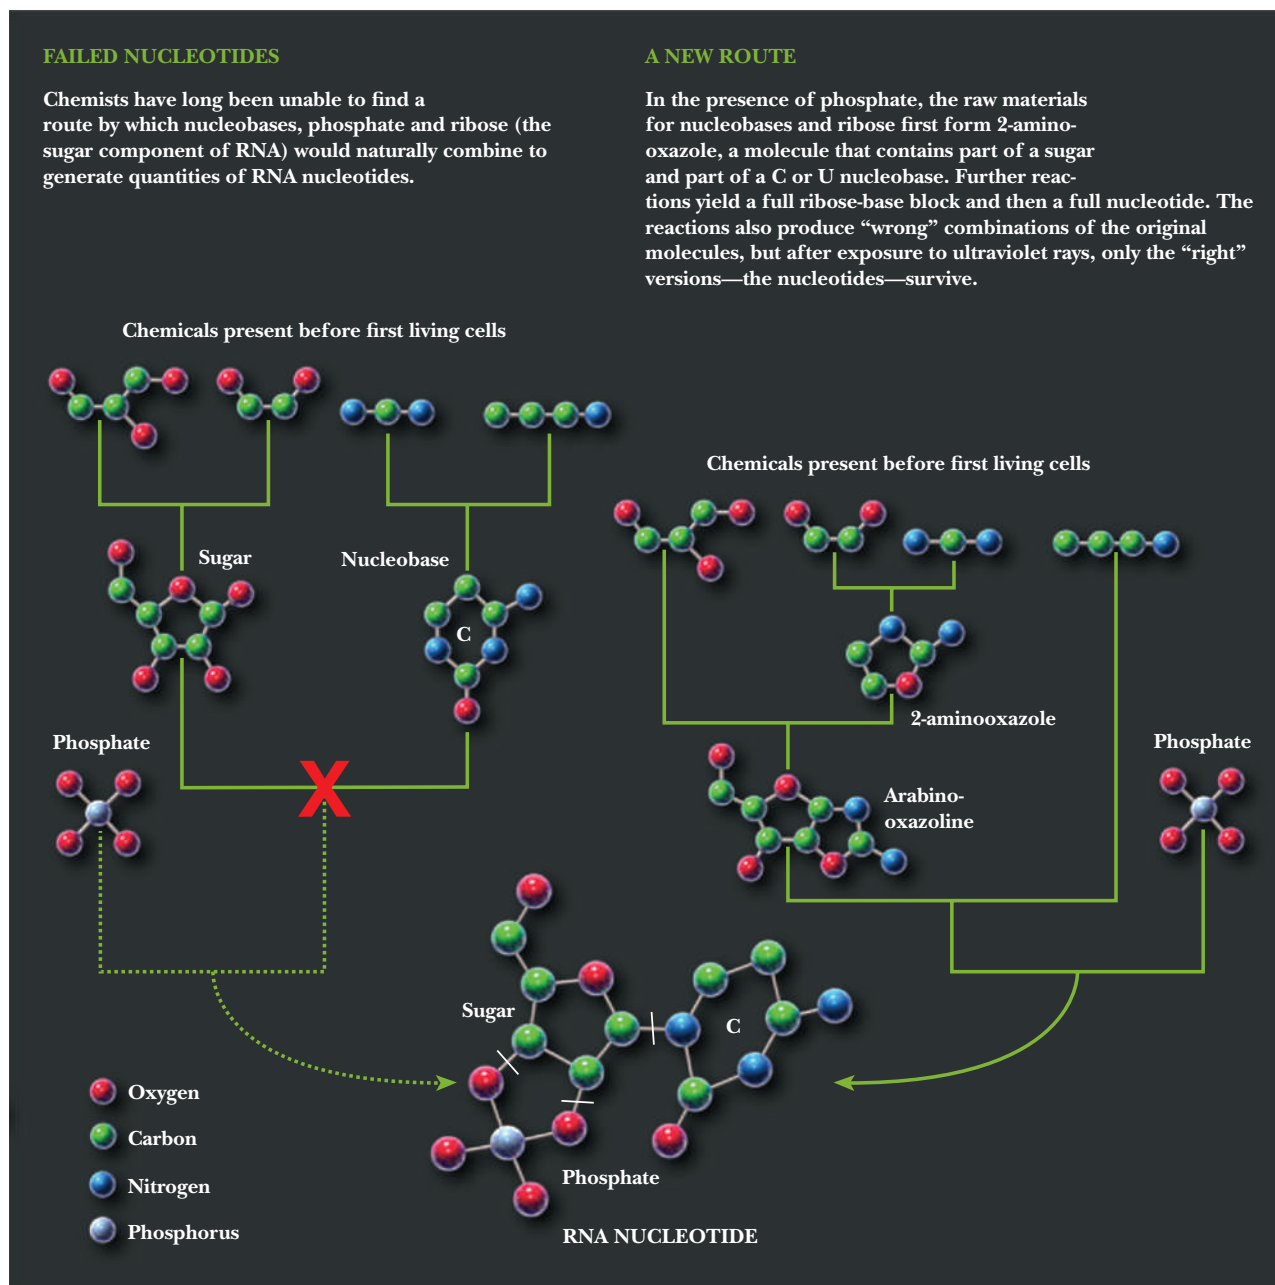 FAILED NUCLEOTIDES
Chemists have long been unable to find a
route by which nucleobases, phosphate and ribose (the
sugar component of RNA) would naturally combine to
generate quantities of RNA nucleotides.
A NEW ROUTE
In the presence of phosphate, the raw materials
for nucleobases and ribose first form 2-amino-
oxazole, a molecule that contains part of a sugar
and part of a C or U nucleobase. Further reac-
tions yield a full ribose-base block and then a full nucleotide. The
reactions also produce “wrong” combinations of the original
molecules, but after exposure to ultraviolet rays, only the “right”
versions—the nucleotides—survive.
Chemicals present before first living cells
Sugar
Nucleobase
C
Phosphate
X
Chemicals present before first living cells
2-aminooxazole
Phosphate
Arabino-
oxazoline
Sugar
C
Phosphate
RNA NUCLEOTIDE
Oxygen
Carbon
Nitrogen
Phosphorus